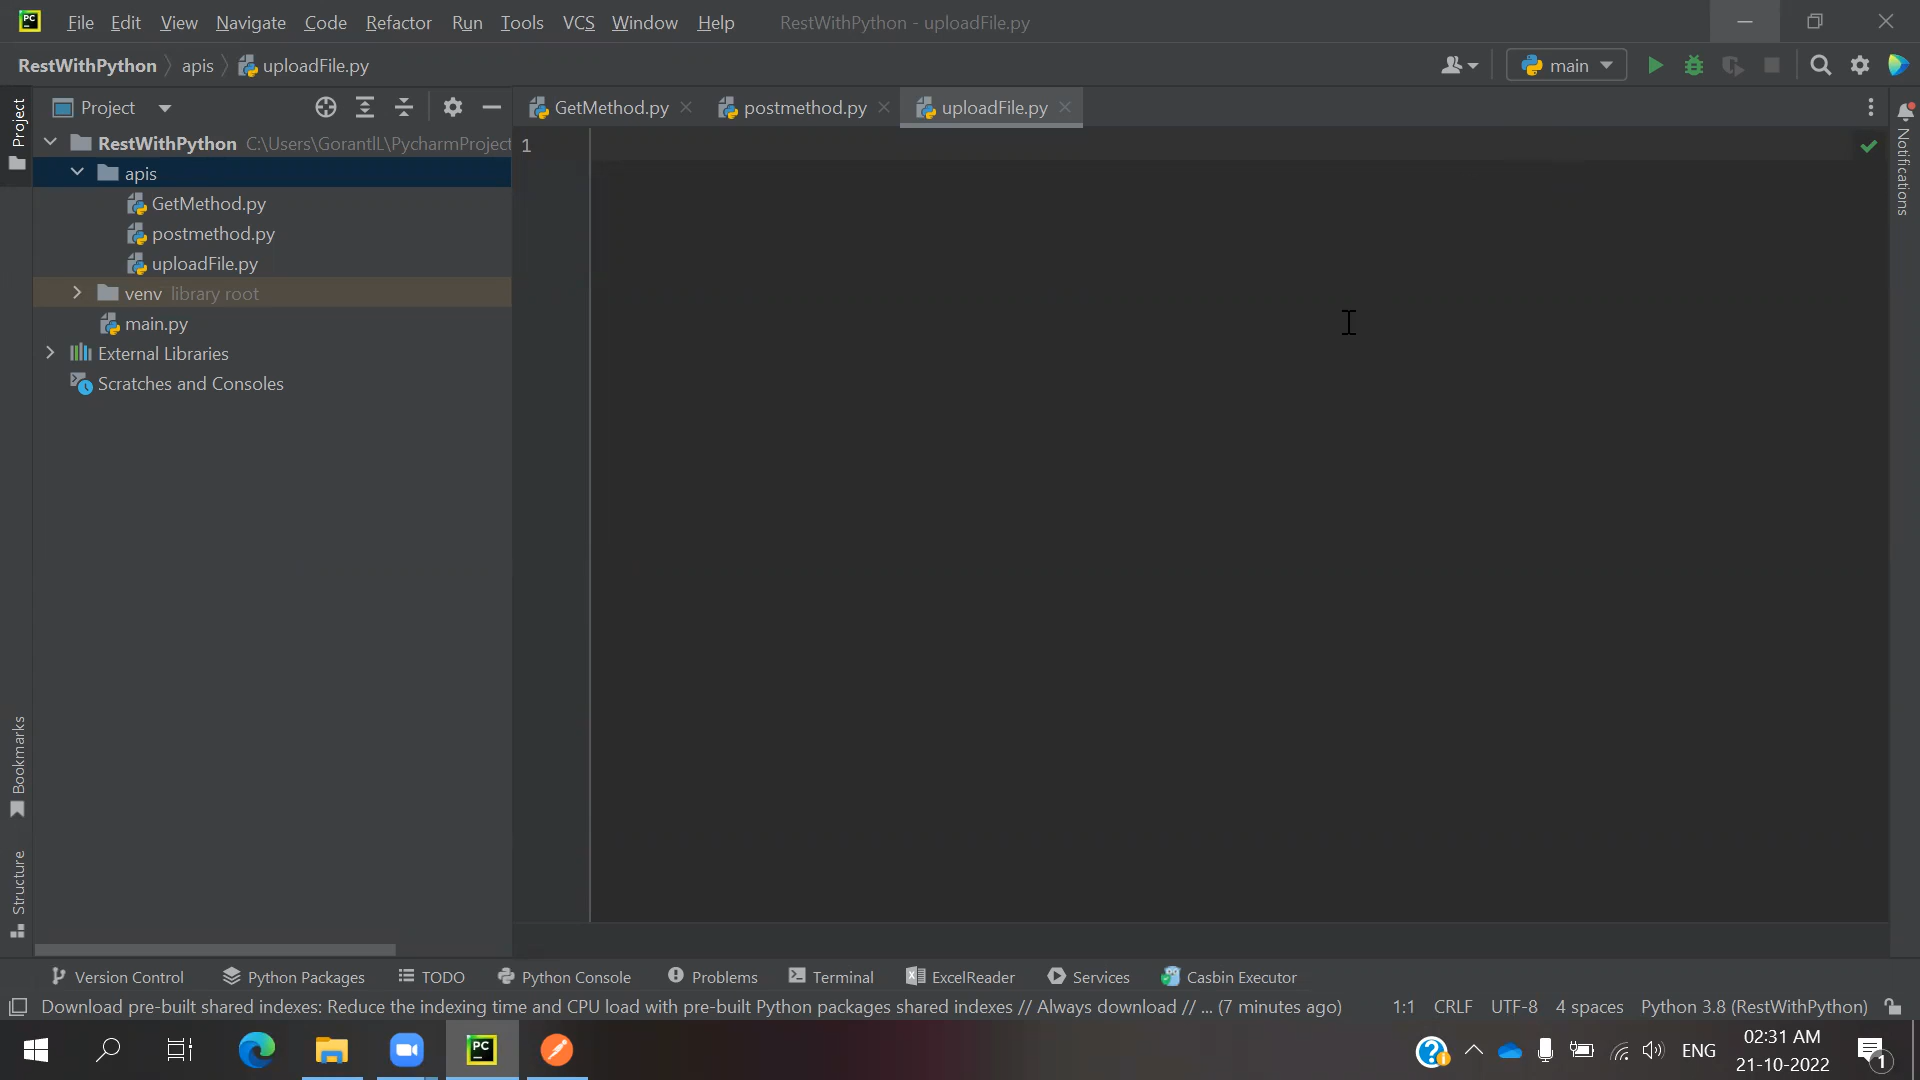 PC File Edit View Navigate Code Refactor Run Tools VCS Window Help RestWithPython - uploadFile.py
RestWithPython apis uploadFile.py main
Project
Project
GetMethod.py postmethod.py uploadFile.py
RestWithPython C:\Users\GorantlL\PycharmProject
apis
GetMethod.py
postmethod.py
uploadFile.py
venv library root
main.py
External Libraries
Scratches and Consoles
1
Notifications
Bookmarks
Structure
Version Control Python Packages TODO Python Console Problems Terminal ExcelReader Services Casbin Executor
Download pre-built shared indexes: Reduce the indexing time and CPU load with pre-built Python packages shared indexes // Always download // ... (7 minutes ago) 1:1 CRLF UTF-8 4 spaces Python 3.8 (RestWithPython)
PC ENG 02:31 AM
21-10-2022
1